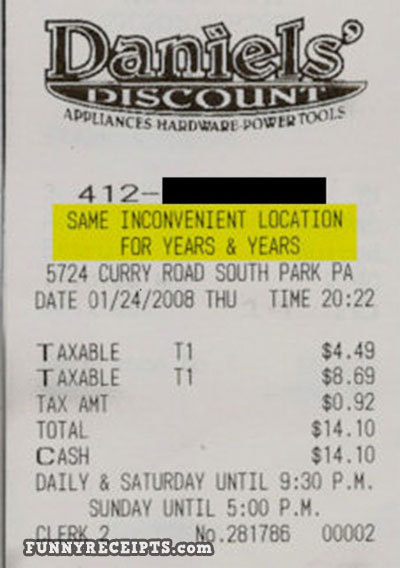 Daniels'
DISCOUNT
APPLIANCES HARDWARE POWER TOOLS
412-
SAME INCONVENIENT LOCATION
FOR YEARS & YEARS
5724 CURRY ROAD SOUTH PARK PA
DATE 01/24/2008 THU TIME 20:22
TAXABLE T1 $4.49
TAXABLE T1 $8.69
TAX AMT $0.92
TOTAL $14.10
CASH $14.10
DAILY & SATURDAY UNTIL 9:30 P.M.
SUNDAY UNTIL 5:00 P.M.
CLERK 2 No.281786 00002
FUNNYRECEIPTS.com